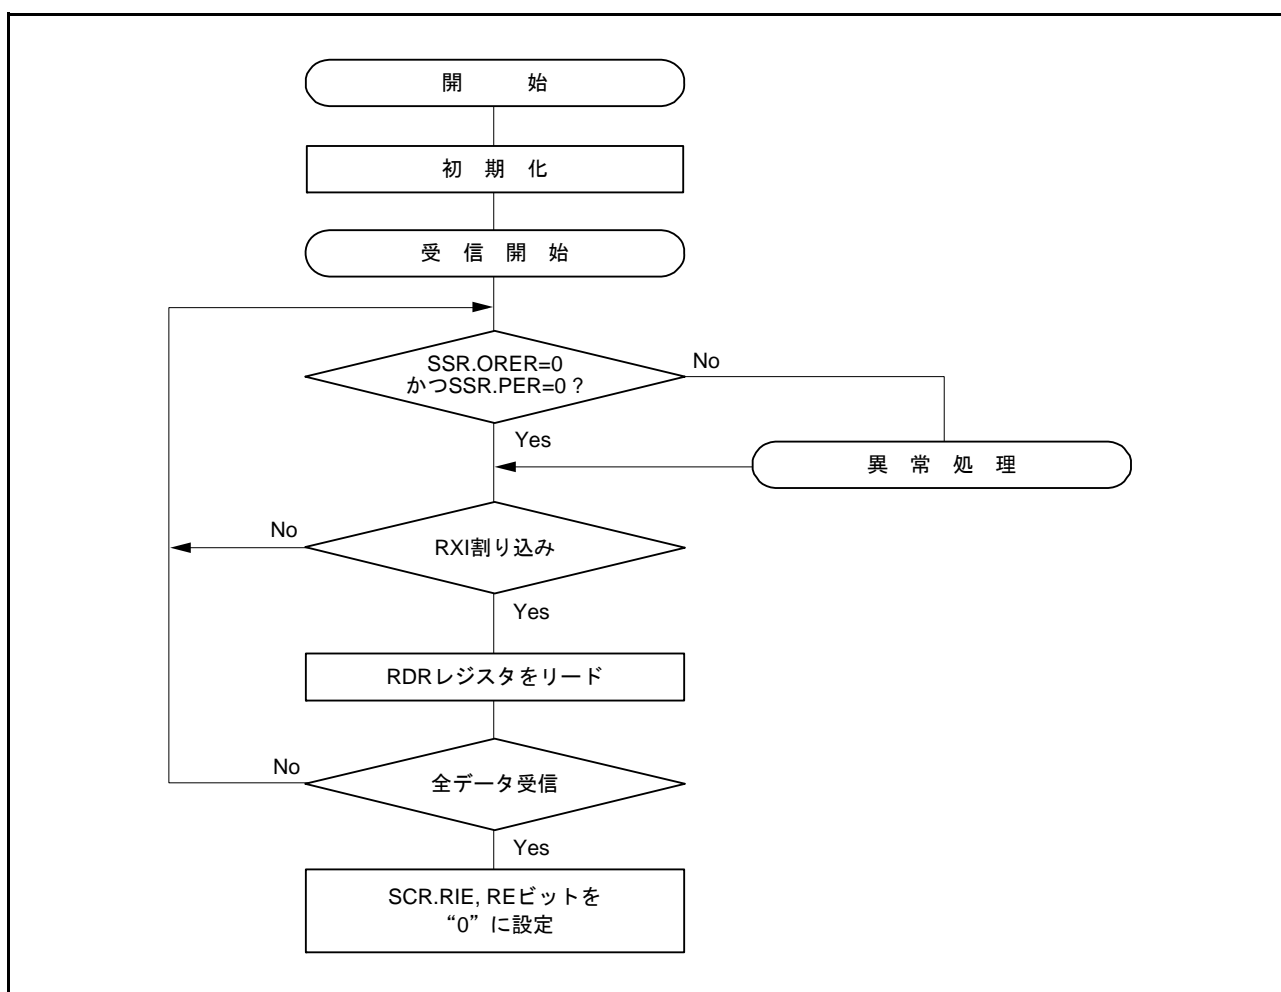 開始
初期化
受信開始
SSR.ORER=0
かつSSR.PER=0？
No
Yes
異常処理
RXI割り込み
No
Yes
RDRレジスタをリード
全データ受信
No
Yes
SCR.RIE, REビットを
“0”に設定